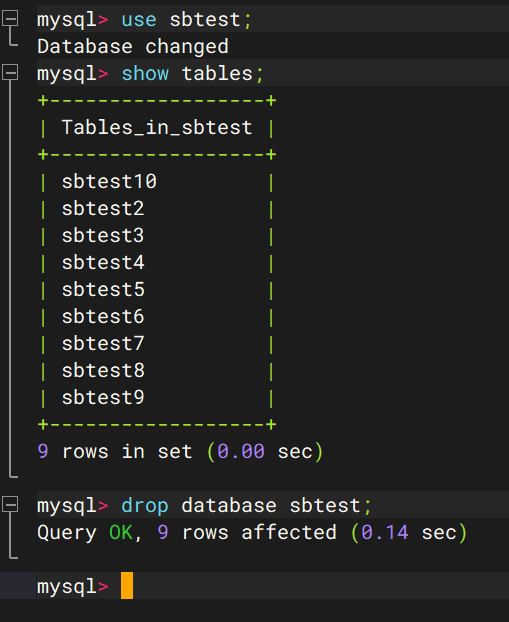 mysql> use sbtest;
Database changed
mysql> show tables;
+------------------+
| Tables_in_sbtest |
+------------------+
| sbtest10         |
| sbtest2          |
| sbtest3          |
| sbtest4          |
| sbtest5          |
| sbtest6          |
| sbtest7          |
| sbtest8          |
| sbtest9          |
+------------------+
9 rows in set (0.00 sec)
mysql> drop database sbtest;
Query OK, 9 rows affected (0.14 sec)
mysql>